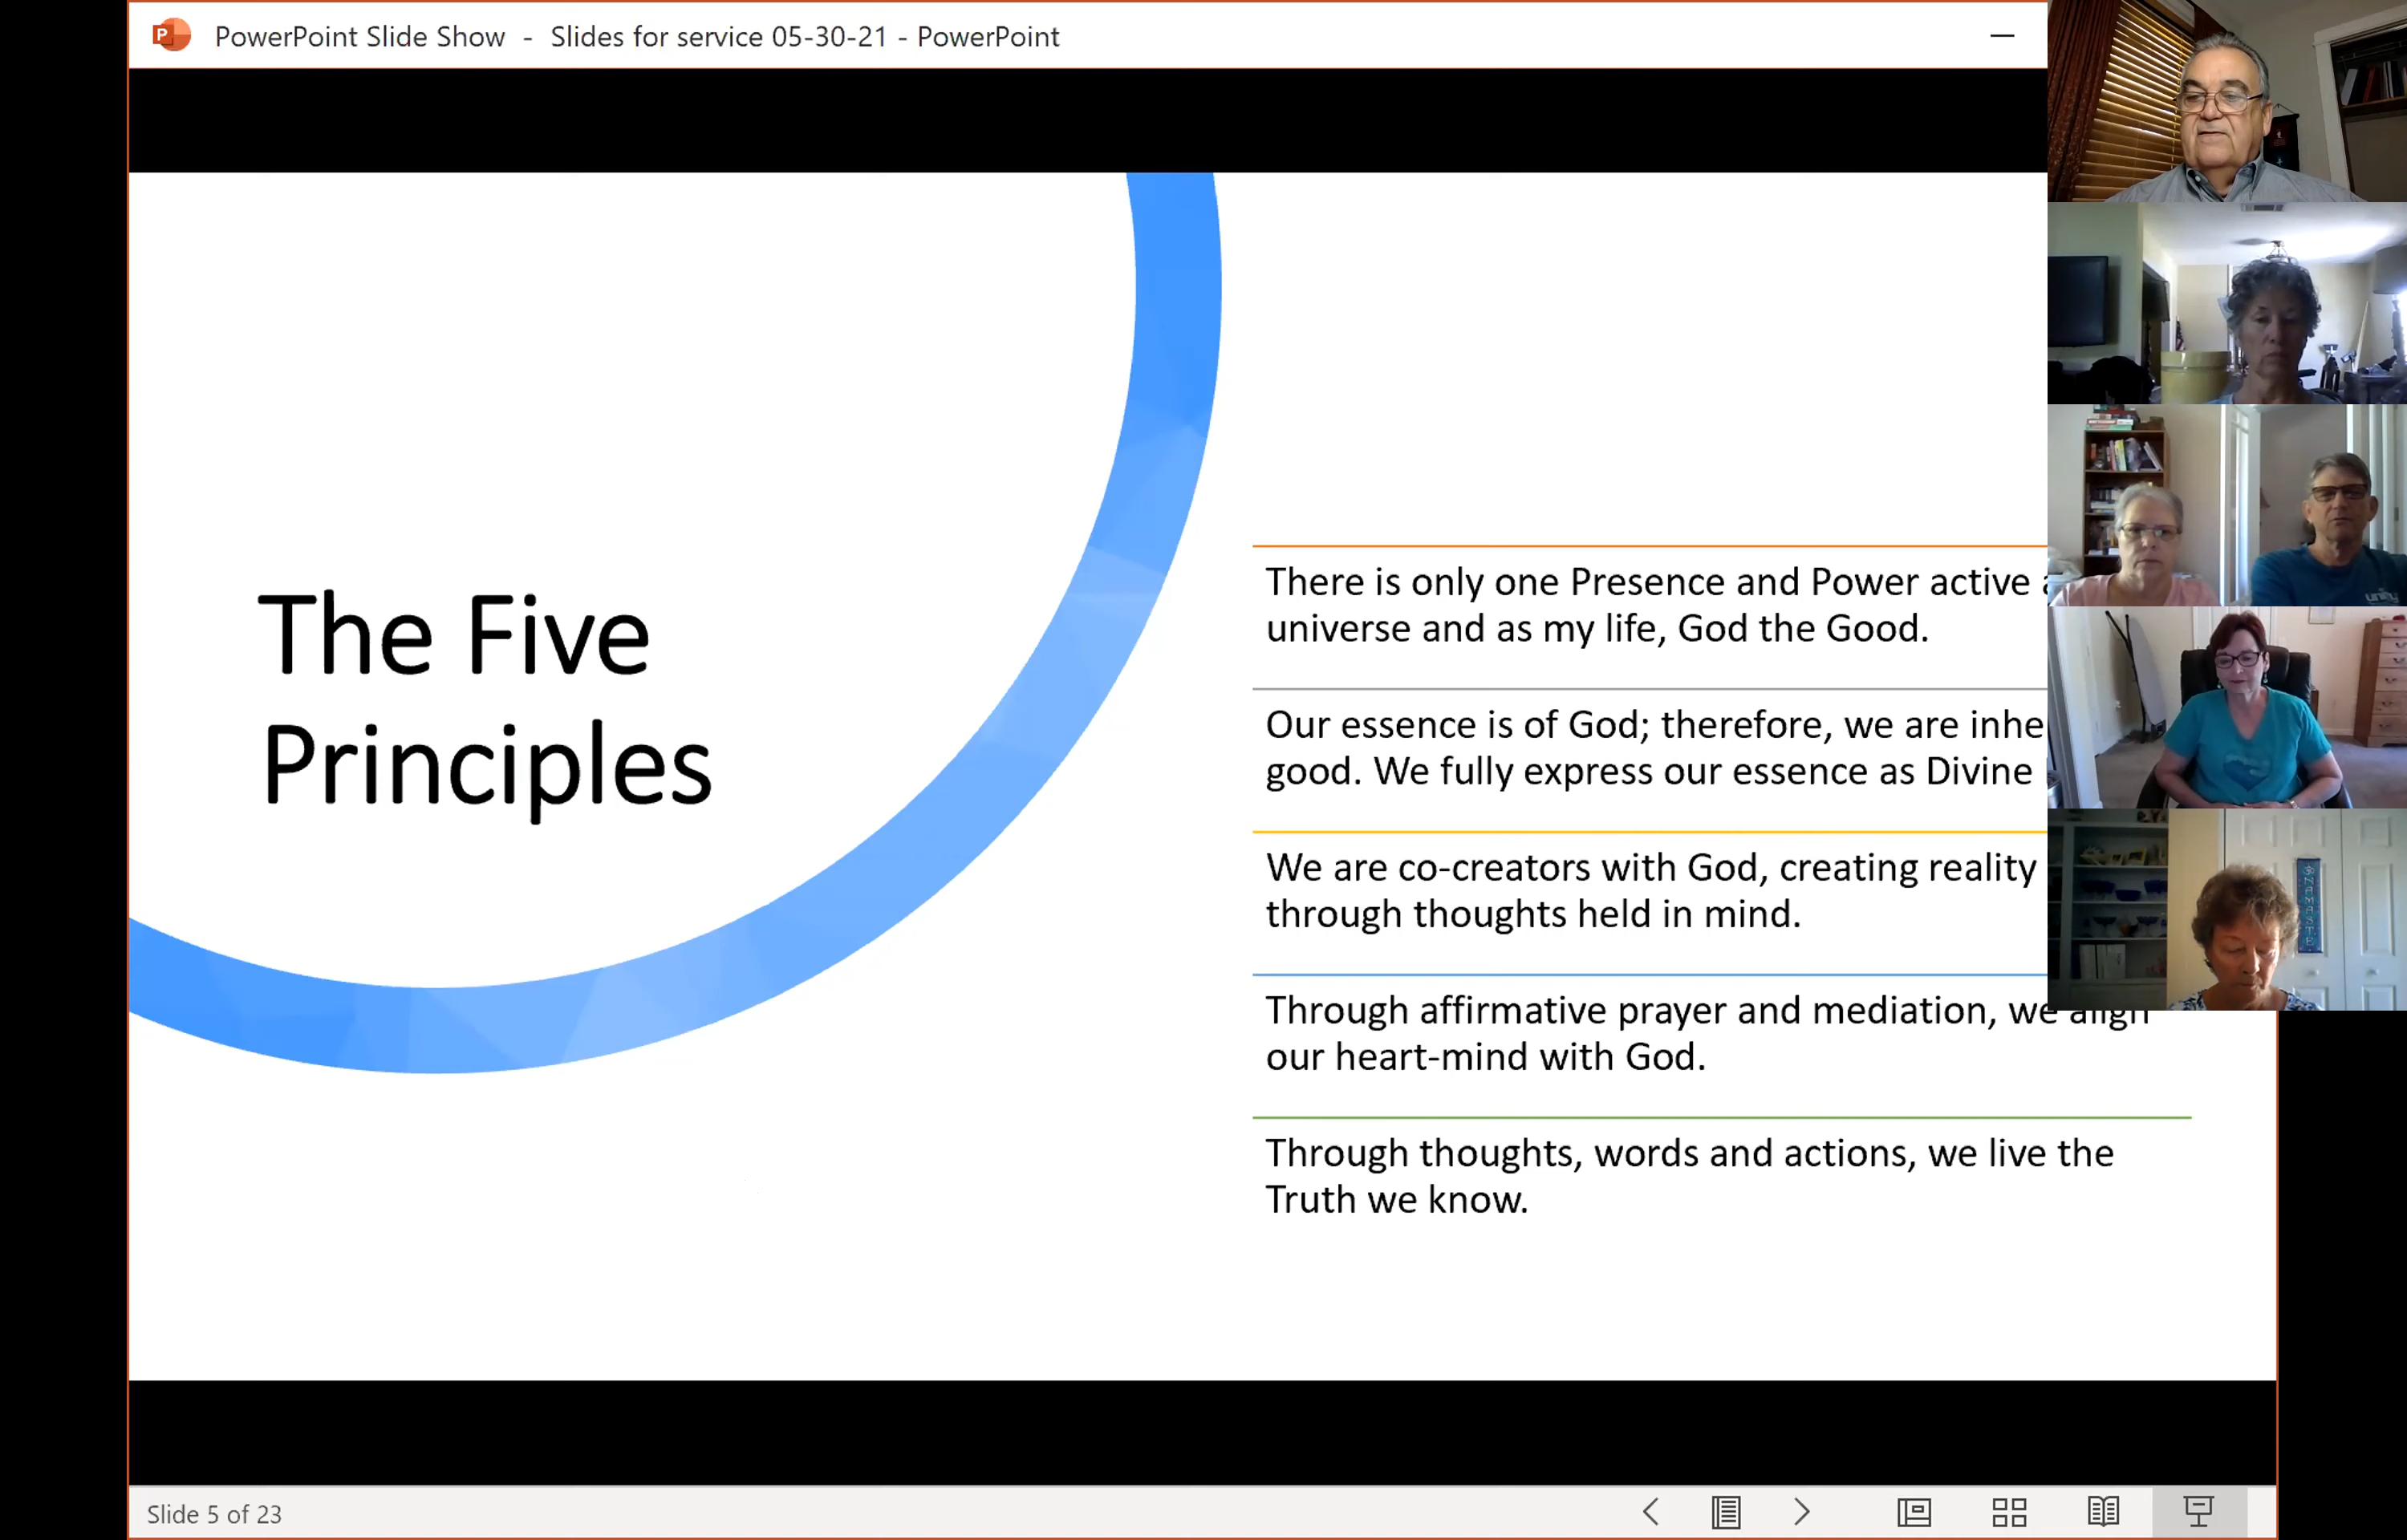 PowerPoint Slide Show - Slides for service 05-30-21 - PowerPoint
The Five
Principles
There is only one Presence and Power active
universe and as my life, God the Good.
Our essence is of God; therefore, we are inhe
good. We fully express our essence as Divine
We are co-creators with God, creating reality
through thoughts held in mind.
Through affirmative prayer and mediation, we align
our heart-mind with God.
Through thoughts, words and actions, we live the
Truth we know.
unity
NAMASTE
Slide 5 of 23